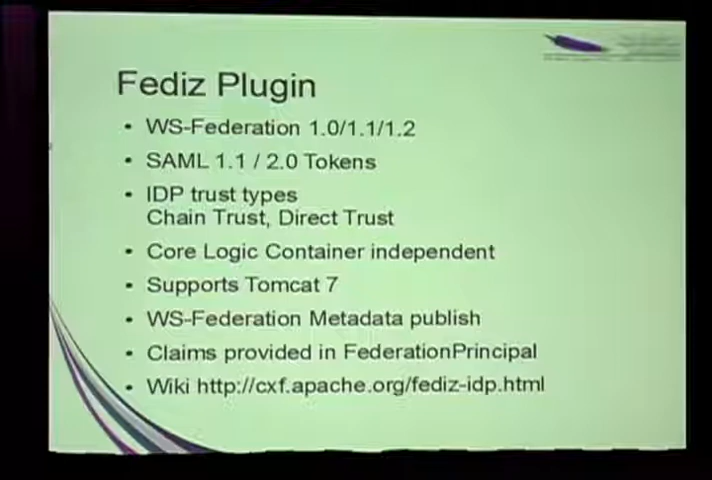 Fediz Plugin
• WS-Federation 1.0/1.1/1.2
• SAML 1.1 / 2.0 Tokens
• IDP trust types
Chain Trust, Direct Trust
• Core Logic Container independent
• Supports Tomcat 7
• WS-Federation Metadata publish
• Claims provided in FederationPrincipal
• Wiki http://cxf.apache.org/fediz-idp.html